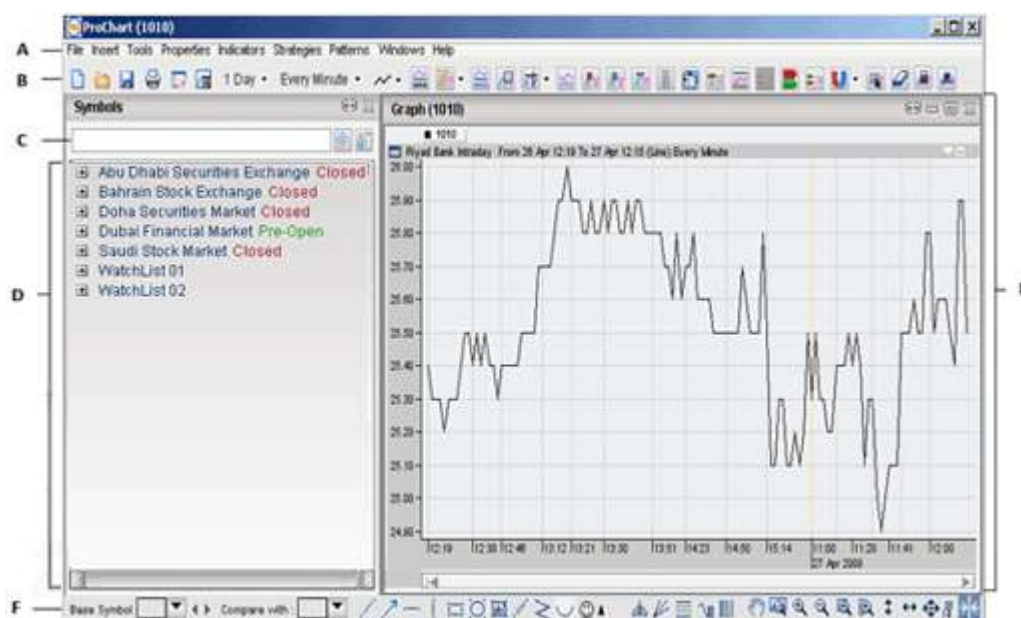 ProChart (1010)
A
File Insert Tools Properties Indicators Strategies Patterns Windows Help
B
1 Day Every Minute
Symbols
Graph (1010)
C
1010
Riyad Bank Intraday From 26 Apr 12:19 To 27 Apr 12:15 (Line) Every Minute
D
Abu Dhabi Securities Exchange Closed
Bahrain Stock Exchange Closed
Doha Securities Market Closed
Dubai Financial Market Pre-Open
Saudi Stock Market Closed
WatchList 01
WatchList 02
25.90
25.80
25.70
25.60
25.50
25.40
25.30
25.20
25.10
25.00
24.90
12:19 12:30 12:46 13:12 13:21 13:30 13:51 14:23 14:50 15:14 11:00 11:20 11:41 12:00
27 Apr 2009
F
Base Symbol Compare with